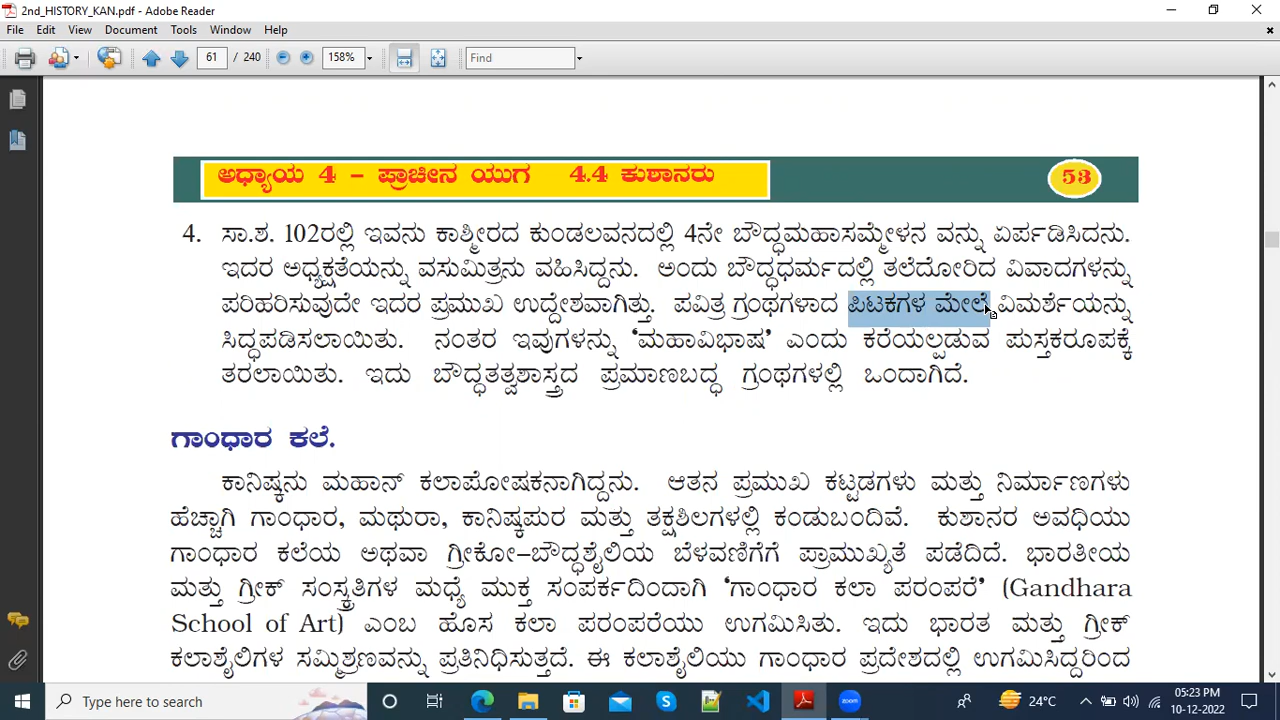 2nd_HISTORY_KAN.pdf - Adobe Reader
File Edit View Document Tools Window Help
61 / 240 158% Find
ಅಧ್ಯಾಯ 4 – ಪ್ರಾಚೀನ ಯುಗ 4.4 ಕುಶಾನರು 53
4. ಸಾ.ಶ. 102ರಲ್ಲಿ ಇವನು ಕಾಶ್ಮೀರದ ಕುಂಡಲವನದಲ್ಲಿ 4ನೇ ಬೌದ್ಧಮಹಾಸಮ್ಮೇಳನ ವನ್ನು ಏರ್ಪಡಿಸಿದನು.
ಇದರ ಅಧ್ಯಕ್ಷತೆಯನ್ನು ವಸುಮಿತ್ರನು ವಹಿಸಿದ್ದನು. ಅಂದು ಬೌದ್ಧಧರ್ಮದಲ್ಲಿ ತಲೆದೋರಿದ ವಿವಾದಗಳನ್ನು
ಪರಿಹರಿಸುವುದೇ ಇದರ ಪ್ರಮುಖ ಉದ್ದೇಶವಾಗಿತ್ತು. ಪವಿತ್ರ ಗ್ರಂಥಗಳಾದ ಪಿಟಕಗಳ ಮೇಲೆ ವಿಮರ್ಶೆಯನ್ನು
ಸಿದ್ಧಪಡಿಸಲಾಯಿತು. ನಂತರ ಇವುಗಳನ್ನು ‘ಮಹಾವಿಭಾಷ’ ಎಂದು ಕರೆಯಲ್ಪಡುವ ಪುಸ್ತಕರೂಪಕ್ಕೆ
ತರಲಾಯಿತು. ಇದು ಬೌದ್ಧತತ್ವಶಾಸ್ತ್ರದ ಪ್ರಮಾಣಬದ್ಧ ಗ್ರಂಥಗಳಲ್ಲಿ ಒಂದಾಗಿದೆ.
ಗಾಂಧಾರ ಕಲೆ.
ಕಾನಿಷ್ಕನು ಮಹಾನ್ ಕಲಾಪೋಷಕನಾಗಿದ್ದನು. ಆತನ ಪ್ರಮುಖ ಕಟ್ಟಡಗಳು ಮತ್ತು ನಿರ್ಮಾಣಗಳು
ಹೆಚ್ಚಾಗಿ ಗಾಂಧಾರ, ಮಥುರಾ, ಕಾನಿಷ್ಕಪುರ ಮತ್ತು ತಕ್ಷಶಿಲಗಳಲ್ಲಿ ಕಂಡುಬಂದಿವೆ. ಕುಶಾನರ ಅವಧಿಯು
ಗಾಂಧಾರ ಕಲೆಯ ಅಥವಾ ಗ್ರೀಕೋ–ಬೌದ್ಧಶೈಲಿಯ ಬೆಳವಣಿಗೆಗೆ ಪ್ರಾಮುಖ್ಯತೆ ಪಡೆದಿದೆ. ಭಾರತೀಯ
ಮತ್ತು ಗ್ರೀಕ್ ಸಂಸ್ಕೃತಿಗಳ ಮಧ್ಯೆ ಮುಕ್ತ ಸಂಪರ್ಕದಿಂದಾಗಿ ‘ಗಾಂಧಾರ ಕಲಾ ಪರಂಪರೆ’ (Gandhara
School of Art) ಎಂಬ ಹೊಸ ಕಲಾ ಪರಂಪರೆಯು ಉಗಮಿಸಿತು. ಇದು ಭಾರತ ಮತ್ತು ಗ್ರೀಕ್
ಕಲಾಶೈಲಿಗಳ ಸಮ್ಮಿಶ್ರಣವನ್ನು ಪ್ರತಿನಿಧಿಸುತ್ತದೆ. ಈ ಕಲಾಶೈಲಿಯು ಗಾಂಧಾರ ಪ್ರದೇಶದಲ್ಲಿ ಉಗಮಿಸಿದ್ದರಿಂದ
Type here to search
24°C
05:23 PM
10-12-2022